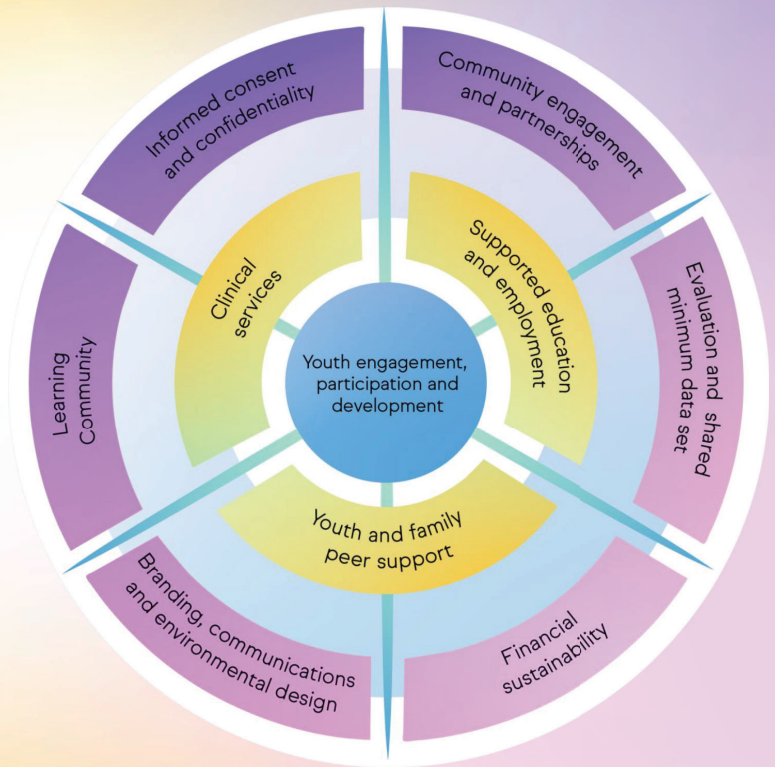 Informed consent
and confidentiality
Community engagement
and partnerships
Clinical
services
Supported education
and employment
Evaluation and shared
minimum data set
Learning
Community
Youth engagement,
participation and
development
Youth and family
peer support
Branding, communications
and environmental design
Financial
sustainability